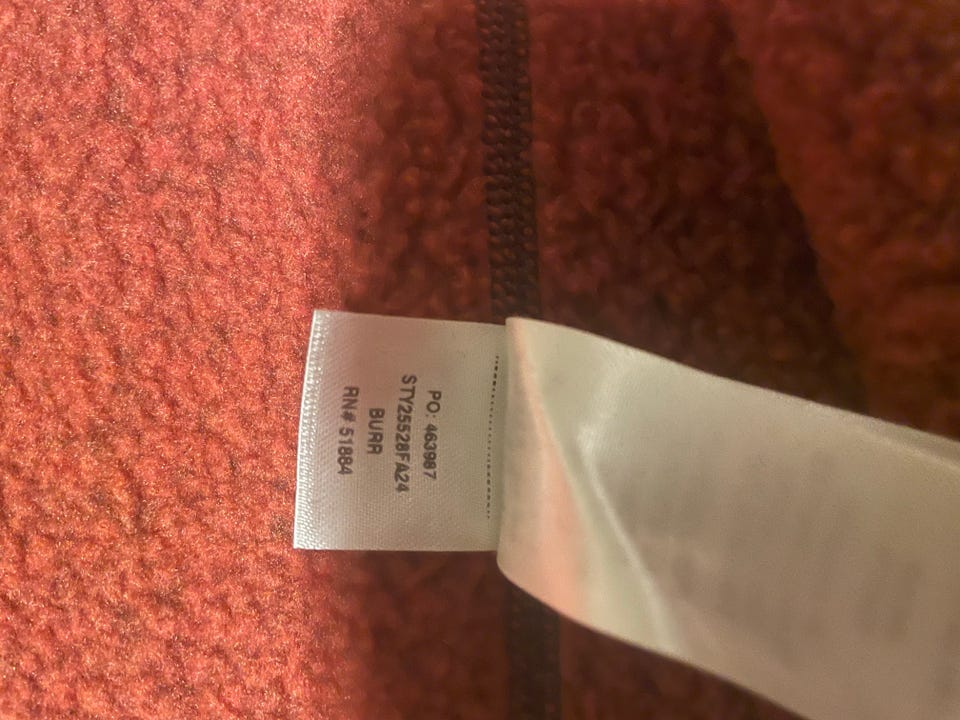 PO: 463987
STY25528FA24
BURR
RN# 51884